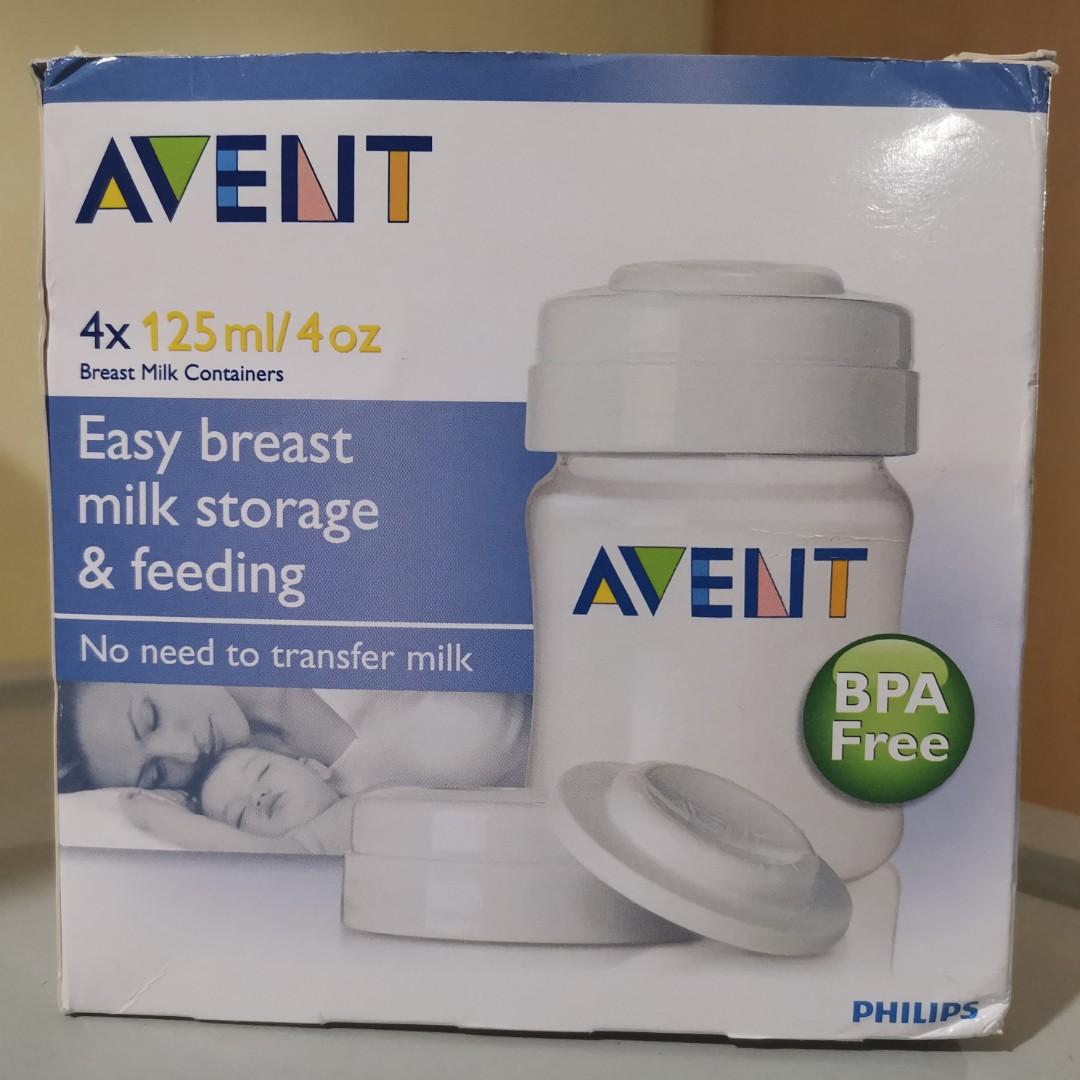 AVENT
4x 125ml/4oz
Breast Milk Containers
Easy breast
milk storage
& feeding
No need to transfer milk
AVENT
BPA
Free
PHILIPS